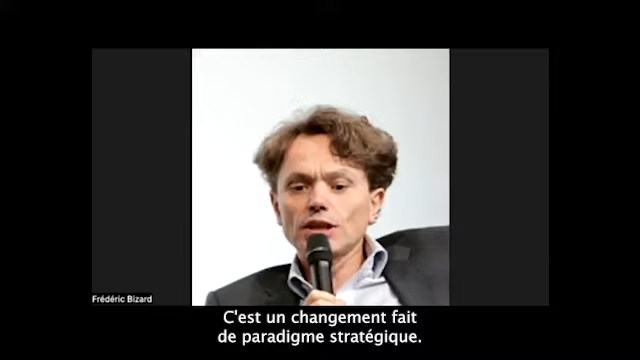 Frédéric Bizard
C'est un changement fait
de paradigme stratégique.